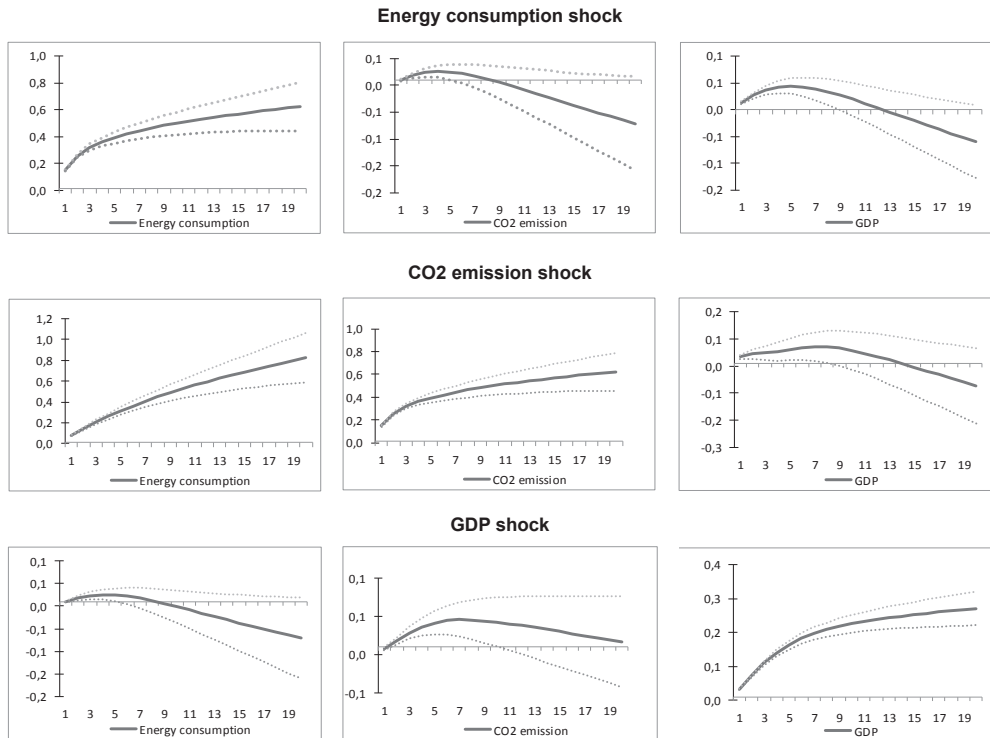 Energy consumption shock
1,0
0,8
0,6
0,4
0,2
0,0
1 3 5 7 9 11 13 15 17 19
Energy consumption
0,1
0,0
-0,0
-0,1
-0,1
-0,2
-0,2
1 3 5 7 9 11 13 15 17 19
CO2 emission
0,1
0,1
0,0
-0,1
-0,1
-0,2
1 3 5 7 9 11 13 15 17 19
GDP
CO2 emission shock
1,2
1,0
0,8
0,6
0,4
0,2
0,0
1 3 5 7 9 11 13 15 17 19
Energy consumption
1,0
0,8
0,6
0,4
0,2
0,0
1 3 5 7 9 11 13 15 17 19
CO2 emission
0,2
0,1
-0,0
-0,1
-0,2
-0,3
1 3 5 7 9 11 13 15 17 19
GDP
GDP shock
0,1
0,1
0,0
-0,1
-0,1
-0,2
-0,2
1 3 5 7 9 11 13 15 17 19
Energy consumption
0,1
0,1
0,0
-0,1
1 3 5 7 9 11 13 15 17 19
CO2 emission
0,4
0,3
0,2
0,1
0,0
1 3 5 7 9 11 13 15 17 19
GDP